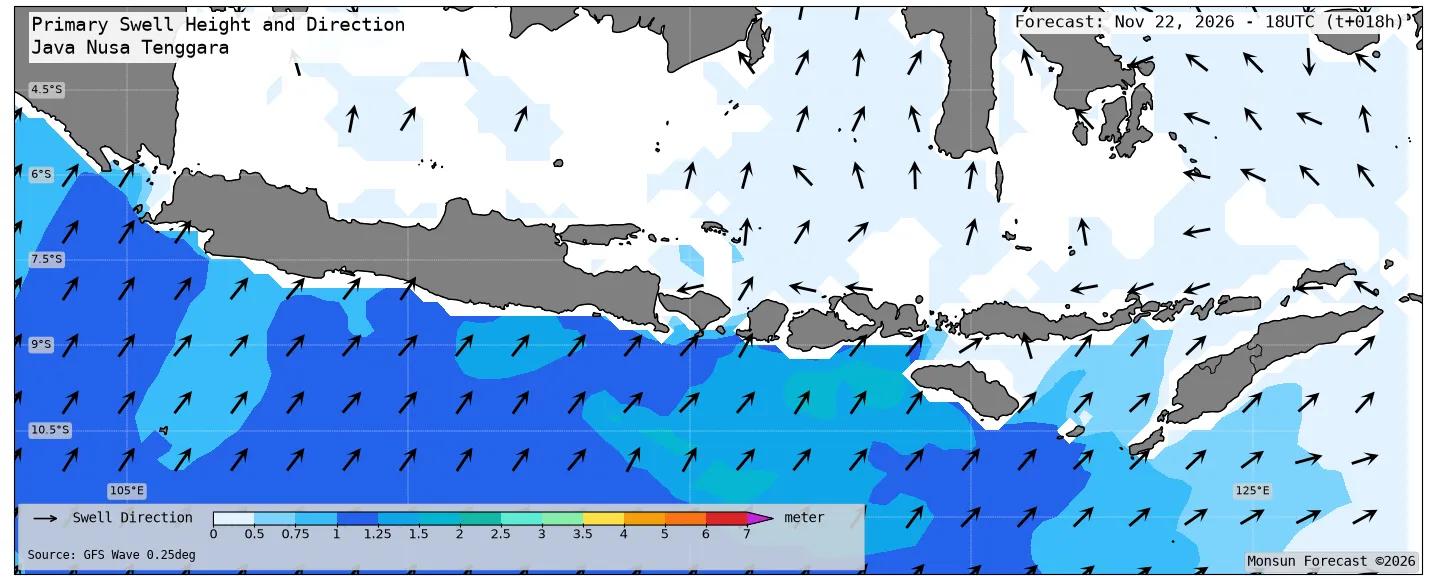 Primary Swell Height and Direction
Java Nusa Tenggara
Forecast: Nov 22, 2026 - 18UTC (t+018h)
4.5°S
6°S
7.5°S
9°S
10.5°S
105°E
125°E
Swell Direction
meter
0 0.5 0.75 1 1.25 1.5 2 2.5 3 3.5 4 5 6 7
Source: GFS Wave 0.25deg
Monsun Forecast ©2026